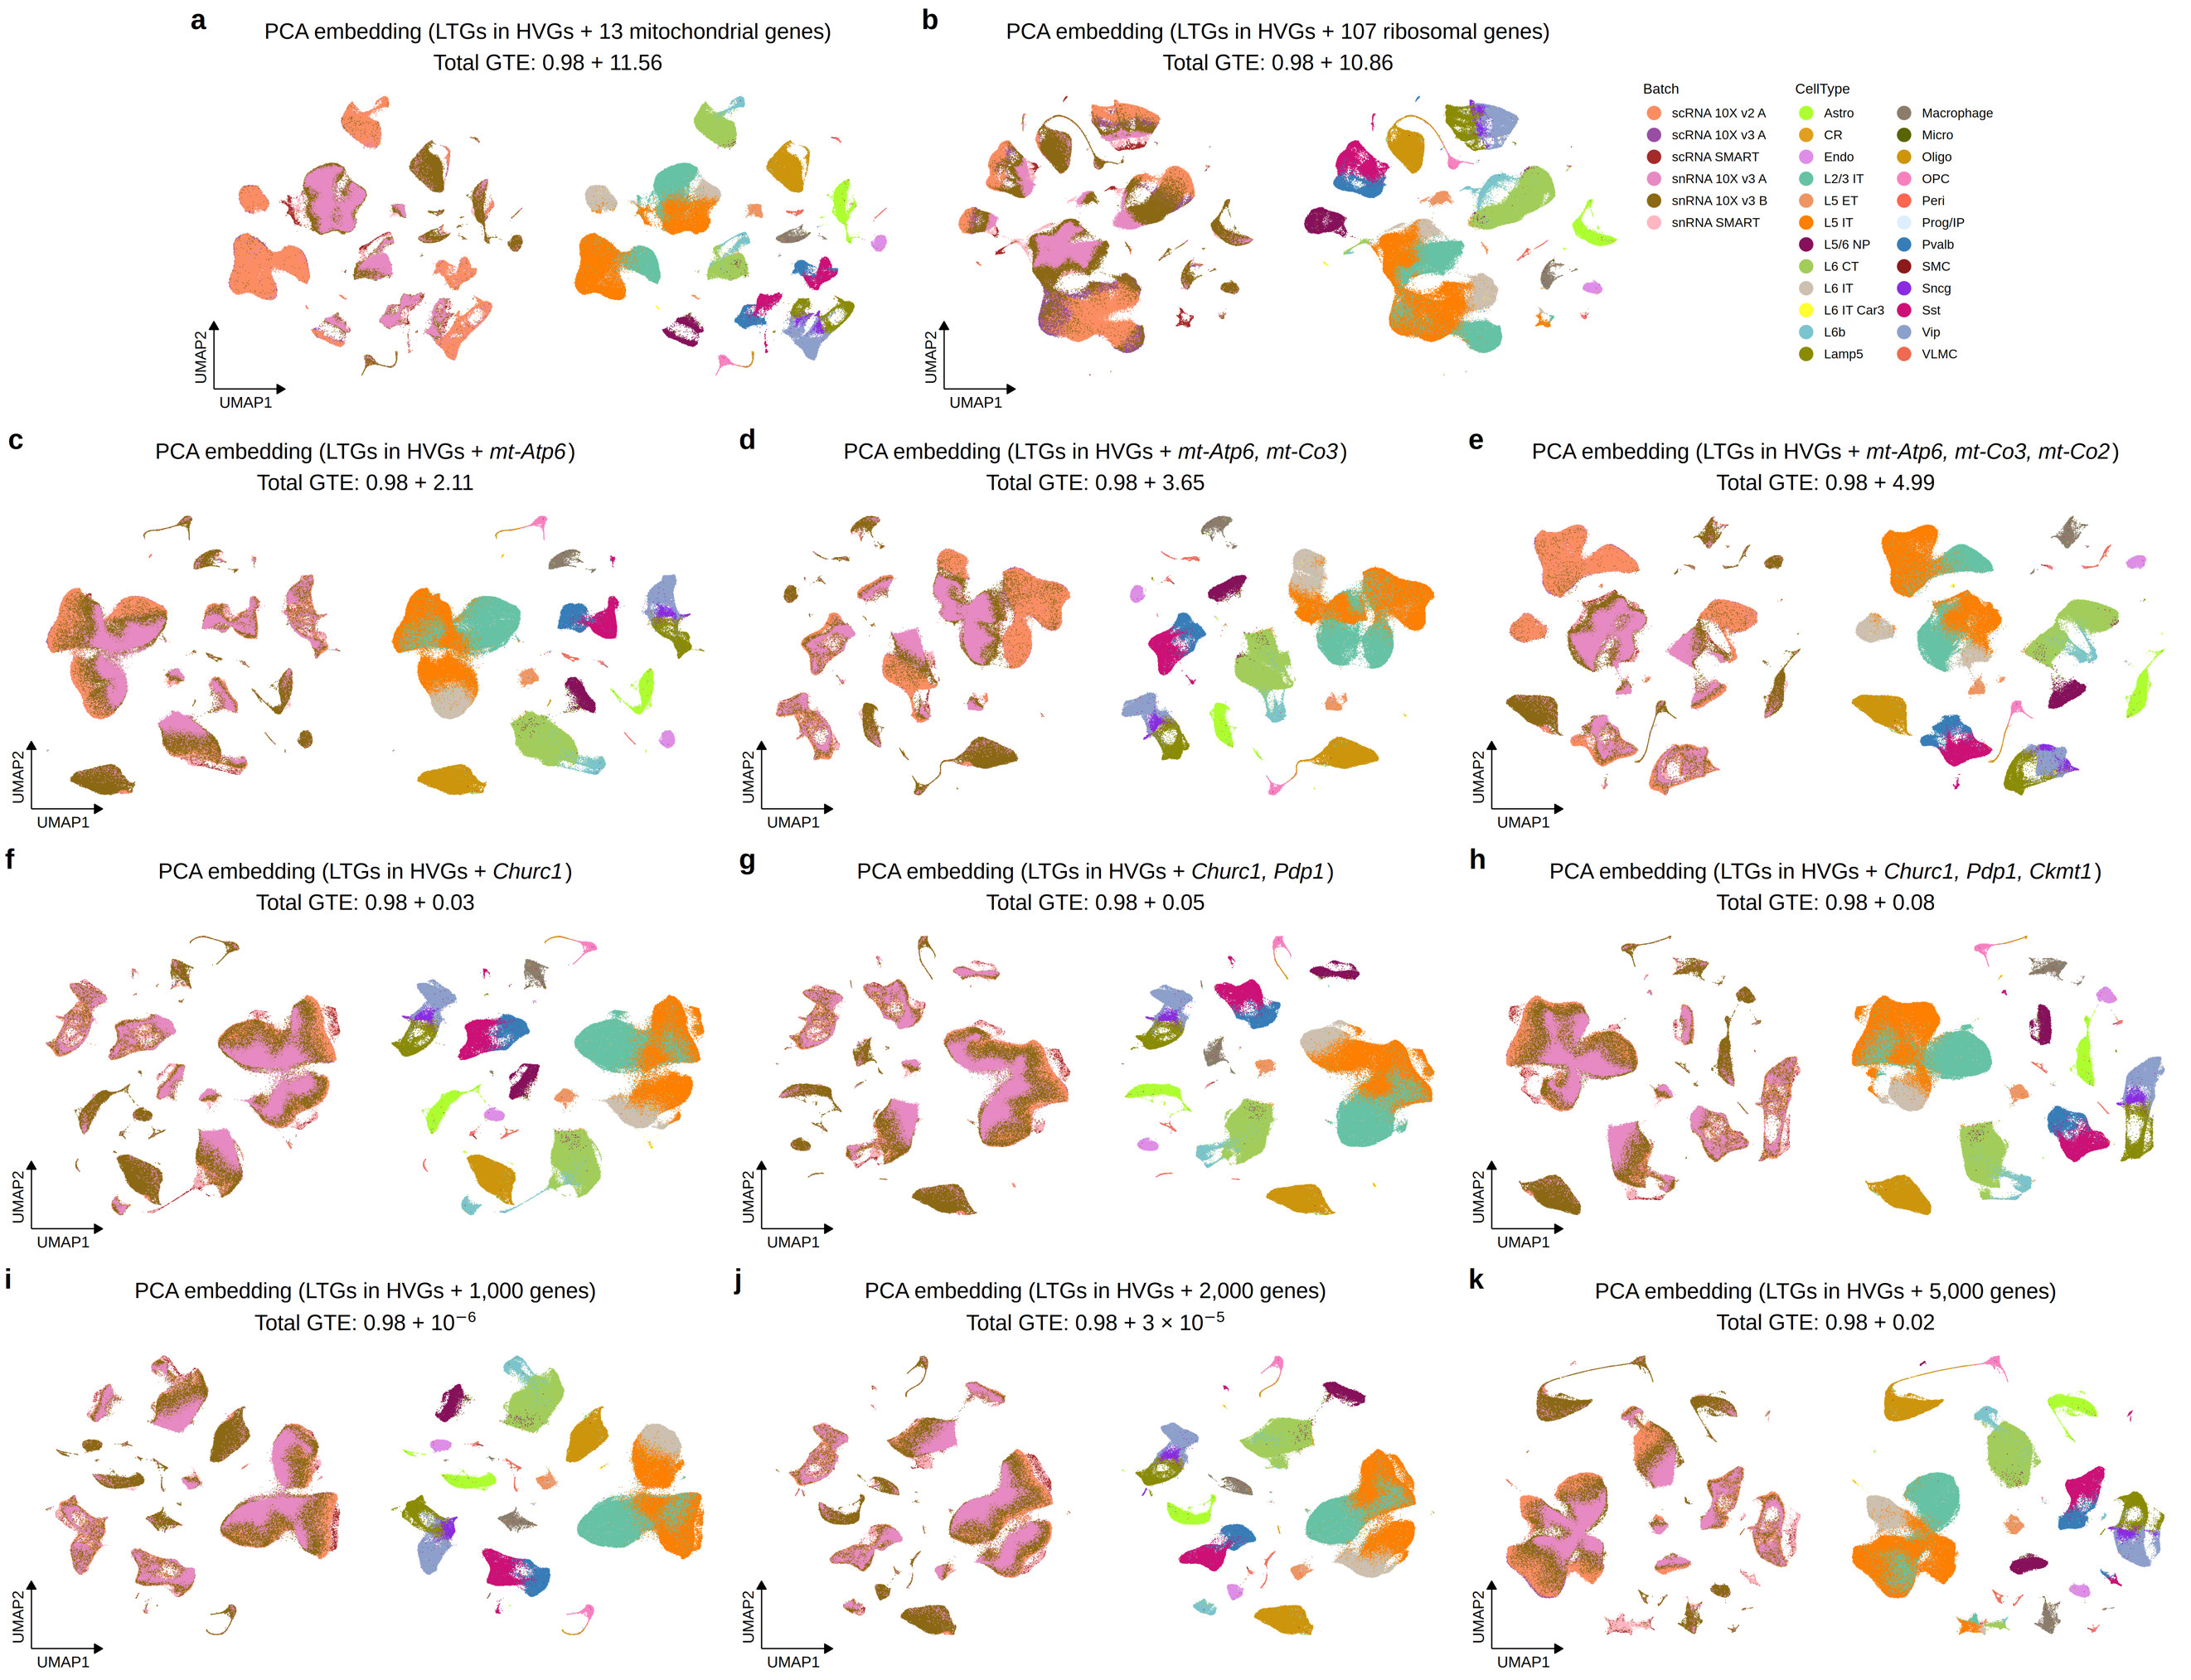 a
PCA embedding (LTGs in HVGs + 13 mitochondrial genes)
Total GTE: 0.98 + 11.56
UMAP2
UMAP1
b
PCA embedding (LTGs in HVGs + 107 ribosomal genes)
Total GTE: 0.98 + 10.86
UMAP2
UMAP1
Batch
scRNA 10X v2 A
scRNA 10X v3 A
scRNA SMART
snRNA 10X v3 A
snRNA 10X v3 B
snRNA SMART
CellType
Astro
CR
Endo
L2/3 IT
L5 ET
L5 IT
L5/6 NP
L6 CT
L6 IT
L6 IT Car3
L6b
Lamp5
Macrophage
Micro
Oligo
OPC
Peri
Prog/IP
Pvalb
SMC
Sncg
Sst
Vip
VLMC
c
PCA embedding (LTGs in HVGs + mt-Atp6)
Total GTE: 0.98 + 2.11
UMAP2
UMAP1
d
PCA embedding (LTGs in HVGs + mt-Atp6, mt-Co3)
Total GTE: 0.98 + 3.65
UMAP2
UMAP1
e
PCA embedding (LTGs in HVGs + mt-Atp6, mt-Co3, mt-Co2)
Total GTE: 0.98 + 4.99
UMAP2
UMAP1
f
PCA embedding (LTGs in HVGs + Churc1)
Total GTE: 0.98 + 0.03
UMAP2
UMAP1
g
PCA embedding (LTGs in HVGs + Churc1, Pdp1)
Total GTE: 0.98 + 0.05
UMAP2
UMAP1
h
PCA embedding (LTGs in HVGs + Churc1, Pdp1, Ckmt1)
Total GTE: 0.98 + 0.08
UMAP2
UMAP1
i
PCA embedding (LTGs in HVGs + 1,000 genes)
Total GTE: 0.98 + 10⁻⁶
UMAP2
UMAP1
j
PCA embedding (LTGs in HVGs + 2,000 genes)
Total GTE: 0.98 + 3 × 10⁻⁵
UMAP2
UMAP1
k
PCA embedding (LTGs in HVGs + 5,000 genes)
Total GTE: 0.98 + 0.02
UMAP2
UMAP1